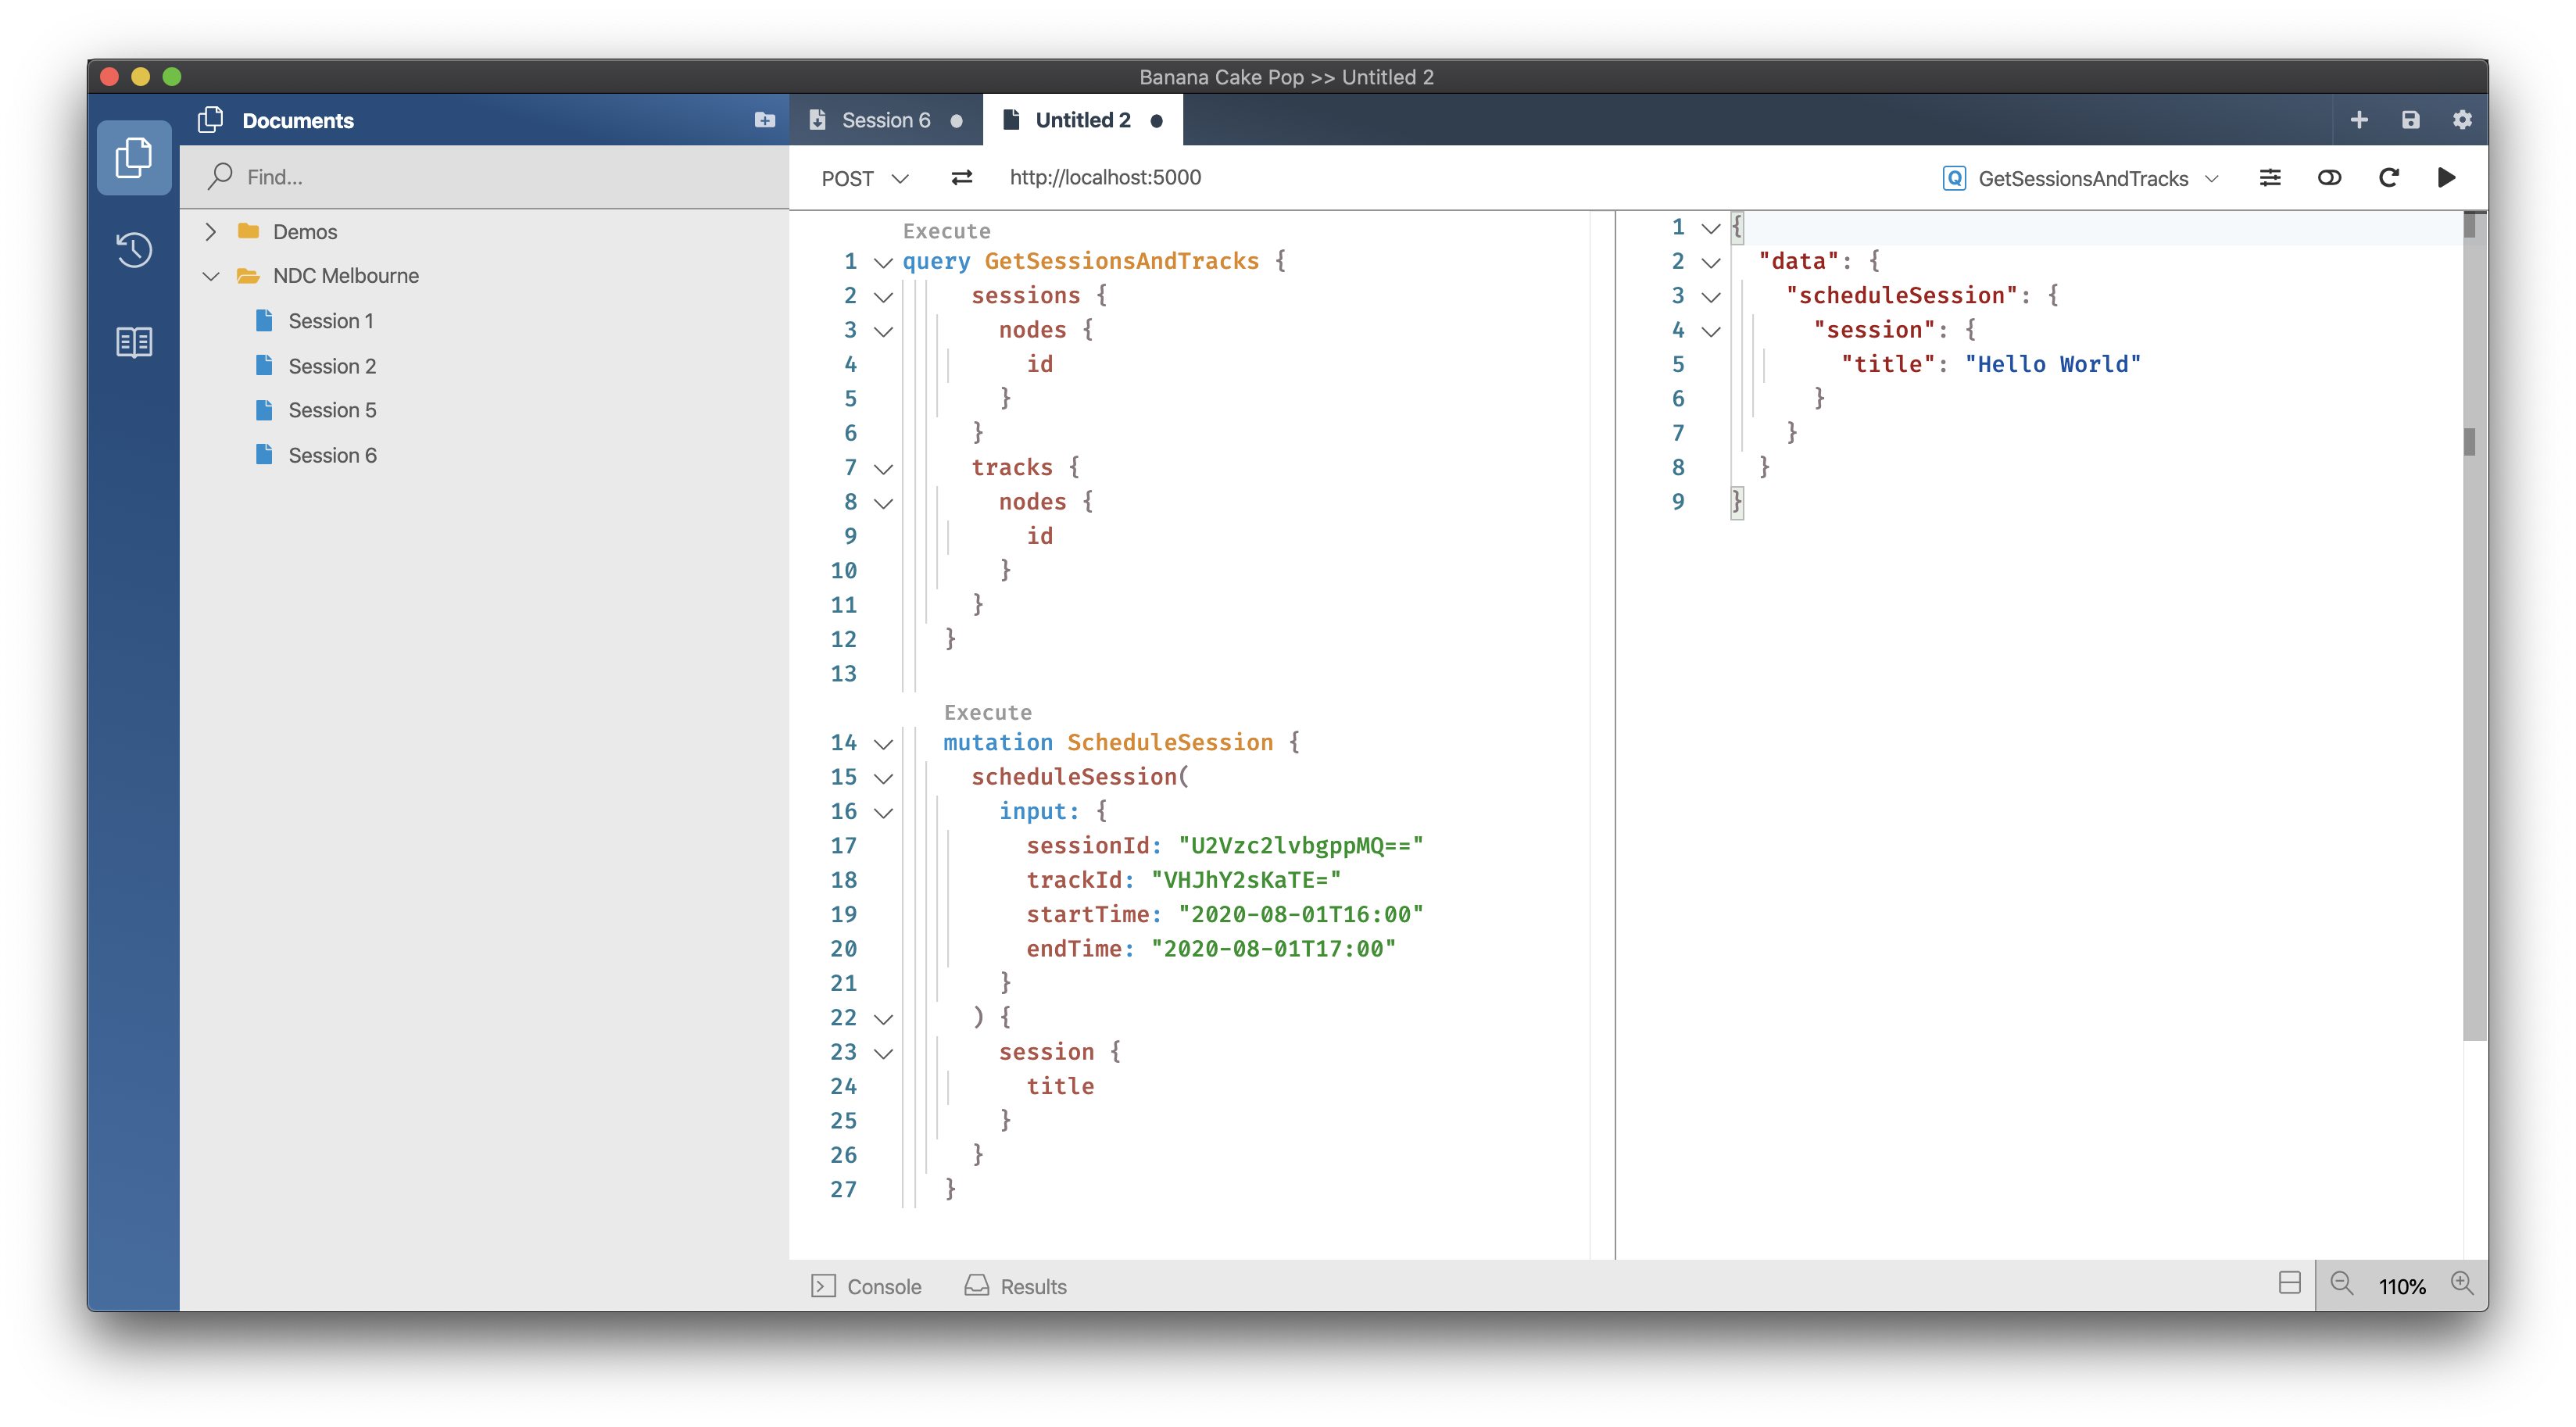 Banana Cake Pop >> Untitled 2
Documents
Session 6
Untitled 2
Find...
POST
http://localhost:5000
GetSessionsAndTracks
Demos
NDC Melbourne
Session 1
Session 2
Session 5
Session 6
Execute
1 query GetSessionsAndTracks {
2 sessions {
3 nodes {
4 id
5 }
6 }
7 tracks {
8 nodes {
9 id
10 }
11 }
12 }
13
Execute
14 mutation ScheduleSession {
15 scheduleSession(
16 input: {
17 sessionId: "U2Vzc2lvbgppMQ=="
18 trackId: "VHJhY2sKaTE="
19 startTime: "2020-08-01T16:00"
20 endTime: "2020-08-01T17:00"
21 }
22 ) {
23 session {
24 title
25 }
26 }
27 }
1 {
2 "data": {
3 "scheduleSession": {
4 "session": {
5 "title": "Hello World"
6 }
7 }
8 }
9 }
Console
Results
110%